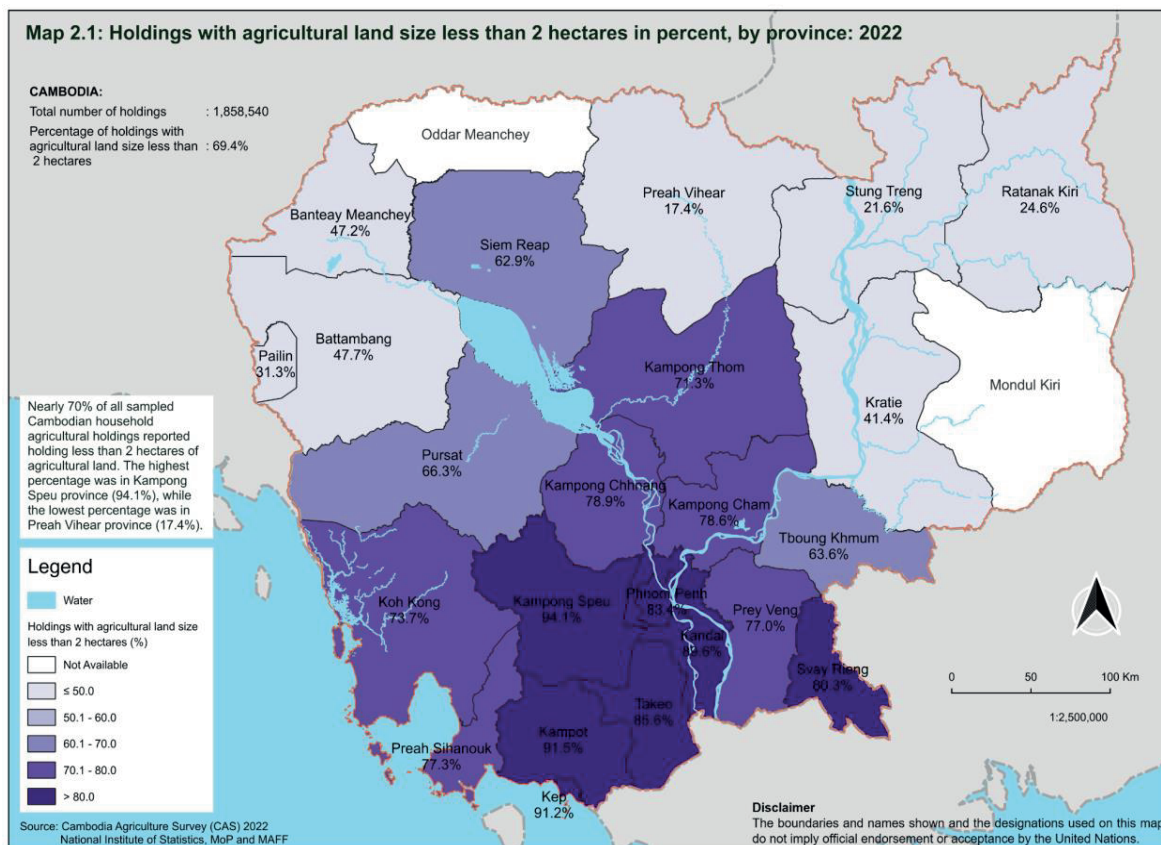 Map 2.1: Holdings with agricultural land size less than 2 hectares in percent, by province: 2022
CAMBODIA:
Total number of holdings : 1,858,540
Percentage of holdings with
agricultural land size less than : 69.4%
2 hectares
Oddar Meanchey
Preah Vihear
17.4%
Stung Treng
21.6%
Ratanak Kiri
24.6%
Banteay Meanchey
47.2%
Siem Reap
62.9%
Battambang
47.7%
Pailin
31.3%
Kampong Thom
71.3%
Kratie
41.4%
Mondul Kiri
Nearly 70% of all sampled
Cambodian household
agricultural holdings reported
holding less than 2 hectares of
agricultural land. The highest
percentage was in Kampong
Speu province (94.1%), while
the lowest percentage was in
Preah Vihear province (17.4%).
Pursat
66.3%
Kampong Chhnang
78.9%
Kampong Cham
78.6%
Tboung Khmum
63.6%
Koh Kong
73.7%
Kampong Speu
94.1%
Phnom Penh
83.4%
Prey Veng
77.0%
Kandal
89.6%
Svay Rieng
80.3%
Takeo
85.6%
Kampot
91.5%
Preah Sihanouk
77.3%
Kep
91.2%
Legend
Water
Holdings with agricultural land size
less than 2 hectares (%)
Not Available
≤ 50.0
50.1 - 60.0
60.1 - 70.0
70.1 - 80.0
> 80.0
0 50 100 Km
1:2,500,000
Source: Cambodia Agriculture Survey (CAS) 2022
National Institute of Statistics, MoP and MAFF
Disclaimer
The boundaries and names shown and the designations used on this map
do not imply official endorsement or acceptance by the United Nations.